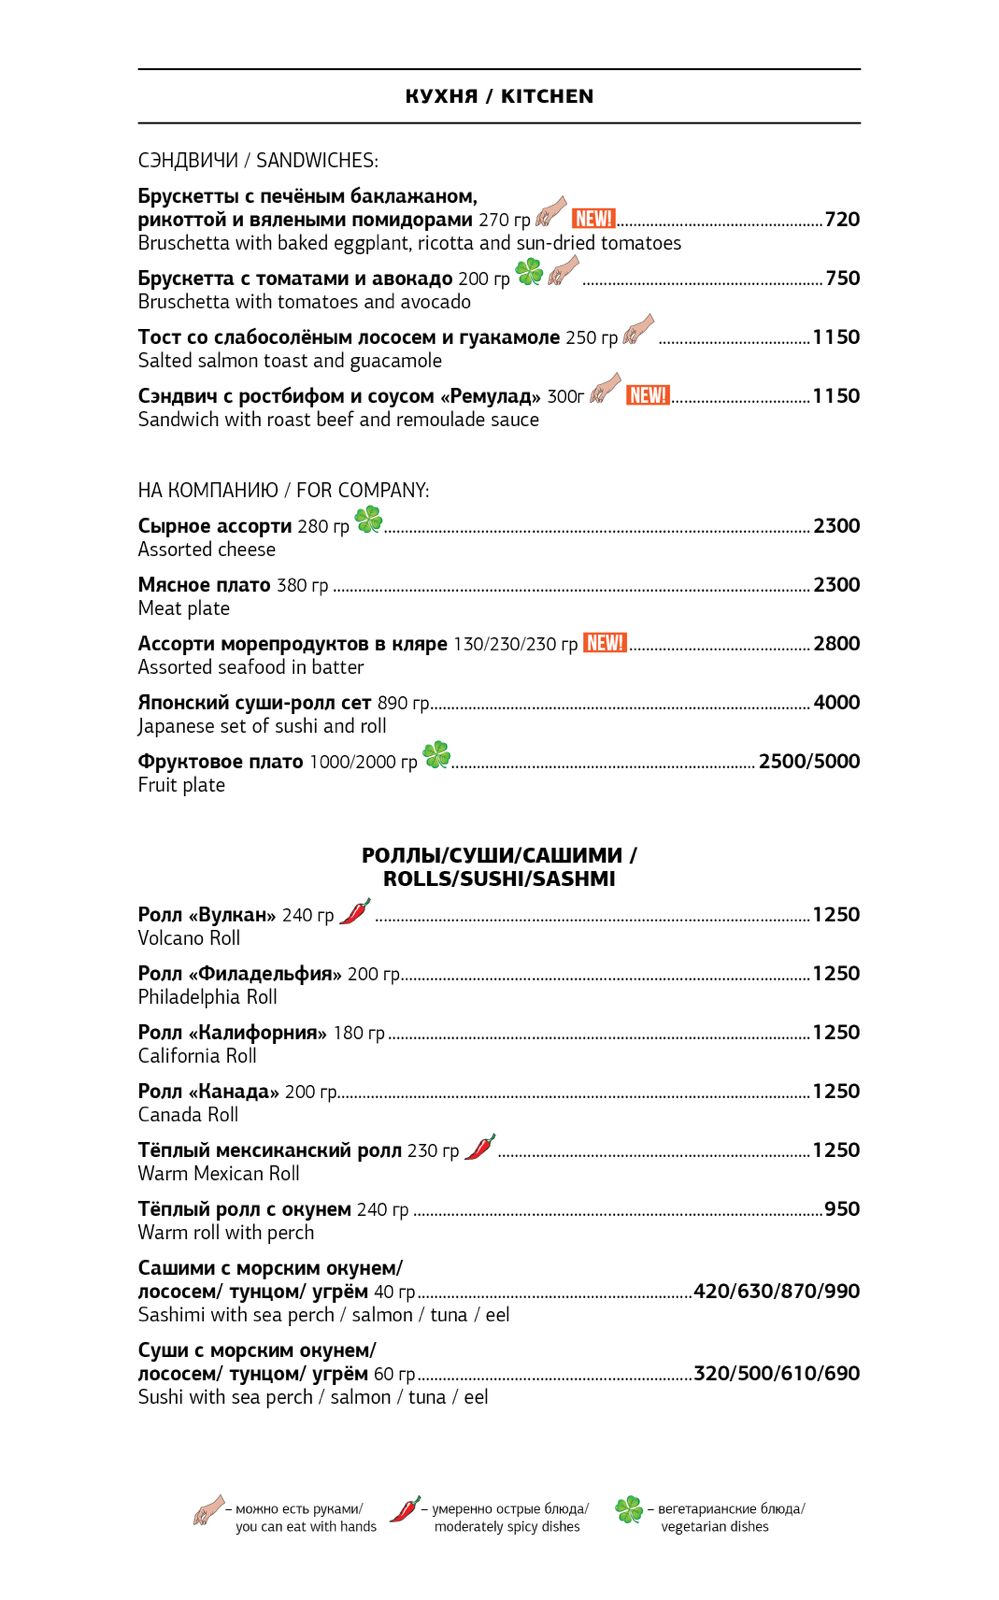 КУХНЯ / KITCHEN
СЭНДВИЧИ / SANDWICHES:
Брускетты с печёным баклажаном,
рикоттой и вялеными помидорами 270 гр NEW!..................................................720
Bruschetta with baked eggplant, ricotta and sun-dried tomatoes
Брускетта с томатами и авокадо 200 гр ..........................................................750
Bruschetta with tomatoes and avocado
Тост со слабосолёным лососем и гуакамоле 250 гр .....................................1150
Salted salmon toast and guacamole
Сэндвич с ростбифом и соусом «Ремулад» 300г NEW!..................................1150
Sandwich with roast beef and remoulade sauce
НА КОМПАНИЮ / FOR COMPANY:
Сырное ассорти 280 гр ........................................................................................................2300
Assorted cheese
Мясное плато 380 гр ....................................................................................................................2300
Meat plate
Ассорти морепродуктов в кляре 130/230/230 гр NEW!............................................2800
Assorted seafood in batter
Японский суши-ролл сет 890 гр............................................................................................4000
Japanese set of sushi and roll
Фруктовое плато 1000/2000 гр .......................................................................... 2500/5000
Fruit plate
РОЛЛЫ/СУШИ/САШИМИ /
ROLLS/SUSHI/SASHMI
Ролл «Вулкан» 240 гр ..........................................................................................................1250
Volcano Roll
Ролл «Филадельфия» 200 гр....................................................................................................1250
Philadelphia Roll
Ролл «Калифорния» 180 гр .......................................................................................................1250
California Roll
Ролл «Канада» 200 гр...................................................................................................................1250
Canada Roll
Тёплый мексиканский ролл 230 гр ............................................................................1250
Warm Mexican Roll
Тёплый ролл с окунем 240 гр ....................................................................................................950
Warm roll with perch
Сашими с морским окунем/
лососем/ тунцом/ угрём 40 гр...................................................................420/630/870/990
Sashimi with sea perch / salmon / tuna / eel
Суши с морским окунем/
лососем/ тунцом/ угрём 60 гр...................................................................320/500/610/690
Sushi with sea perch / salmon / tuna / eel
– можно есть руками/
you can eat with hands
– умеренно острые блюда/
moderately spicy dishes
– вегетарианские блюда/
vegetarian dishes